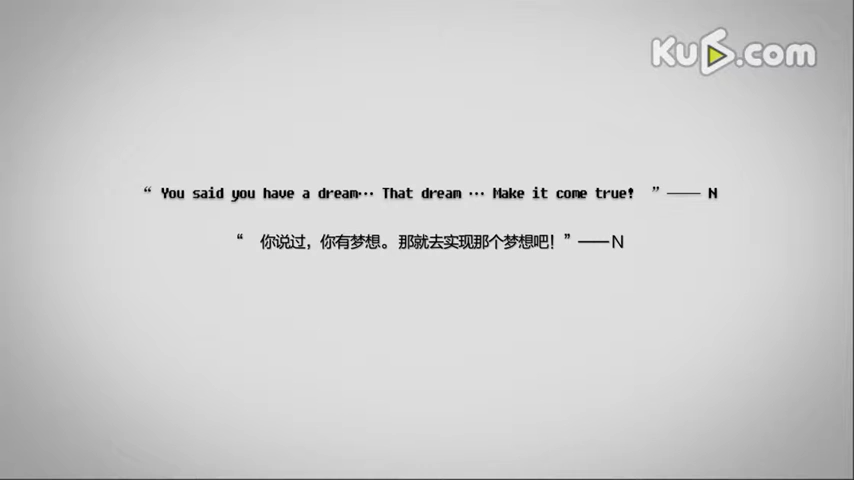 Ku6.com
“ You said you have a dream… That dream … Make it come true! ”—— N
“ 你说过，你有梦想。那就去实现那个梦想吧！”——N